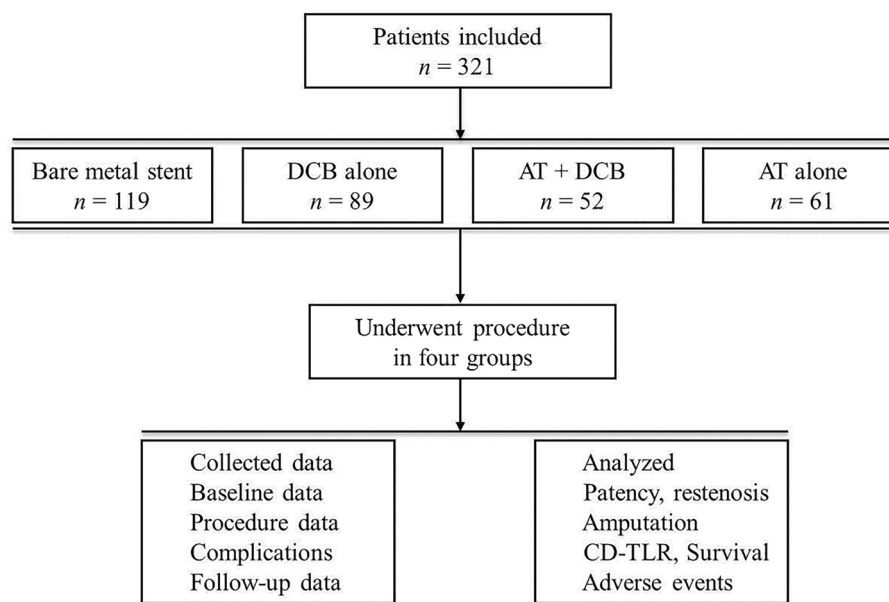 Patients included
n = 321
Bare metal stent
n = 119
DCB alone
n = 89
AT + DCB
n = 52
AT alone
n = 61
Underwent procedure
in four groups
Collected data
Baseline data
Procedure data
Complications
Follow-up data
Analyzed
Patency, restenosis
Amputation
CD-TLR, Survival
Adverse events